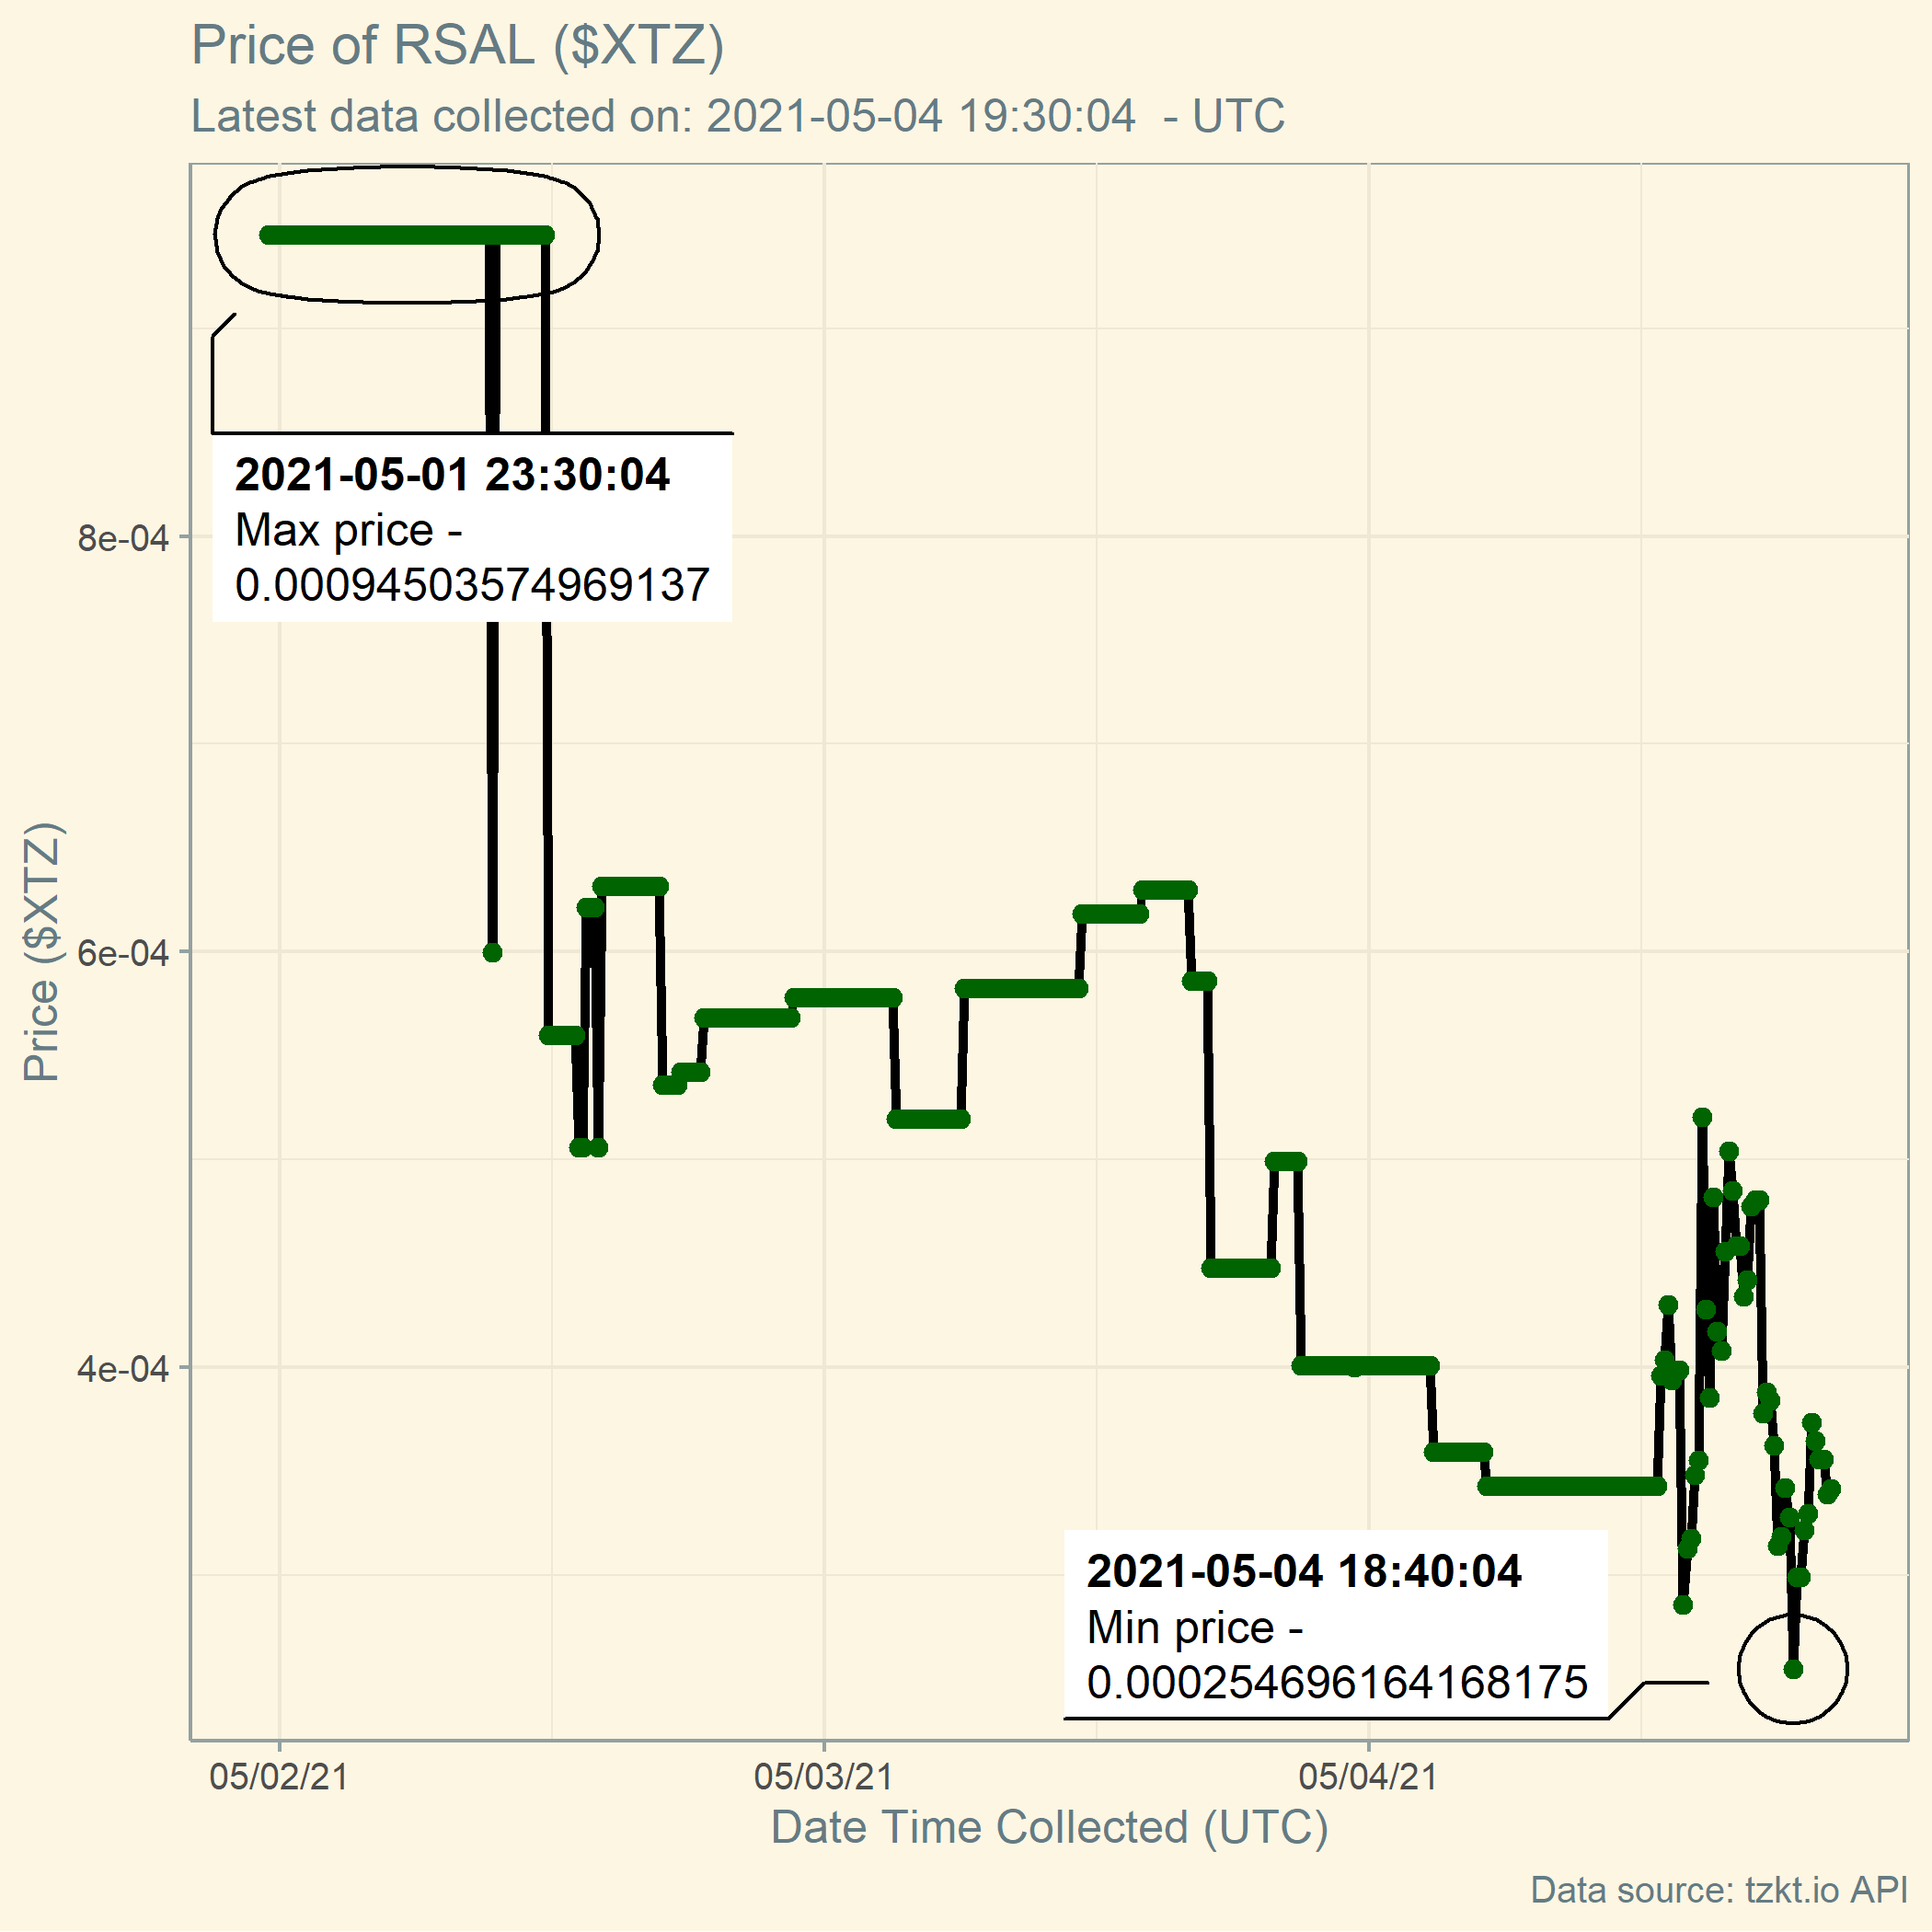 Price of RSAL ($XTZ)
Latest data collected on: 2021-05-04 19:30:04  - UTC
2021-05-01 23:30:04
Max price -
0.00094503574969137
8e-04
Price ($XTZ)
6e-04
4e-04
2021-05-04 18:40:04
Min price -
0.000254696164168175
05/02/21
05/03/21
05/04/21
Date Time Collected (UTC)
Data source: tzkt.io API